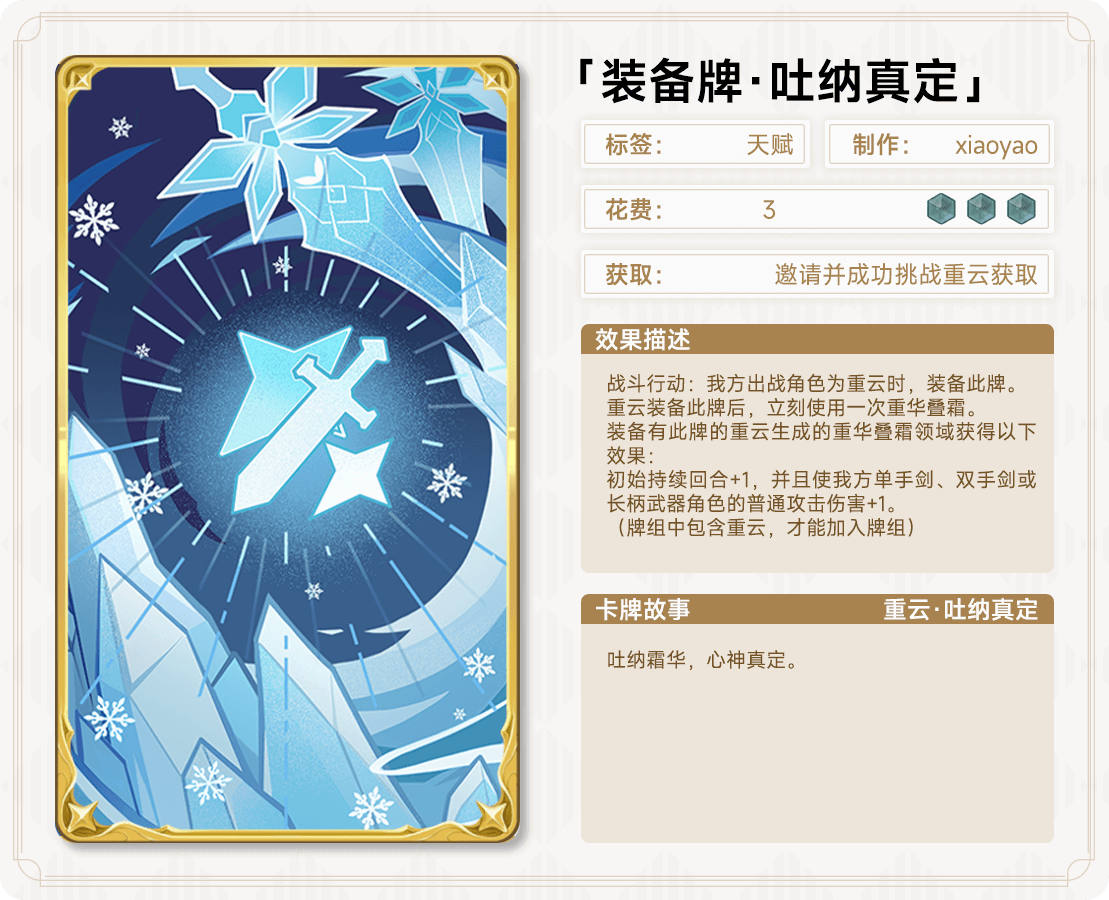 「装备牌·吐纳真定」
标签： 天赋
制作： xiaoyao
花费： 3
获取： 邀请并成功挑战重云获取
效果描述
战斗行动：我方出战角色为重云时，装备此牌。
重云装备此牌后，立刻使用一次重华叠霜。
装备有此牌的重云生成的重华叠霜领域获得以下
效果：
初始持续回合+1，并且使我方单手剑、双手剑或
长柄武器角色的普通攻击伤害+1。
（牌组中包含重云，才能加入牌组）
卡牌故事 重云·吐纳真定
吐纳霜华，心神真定。